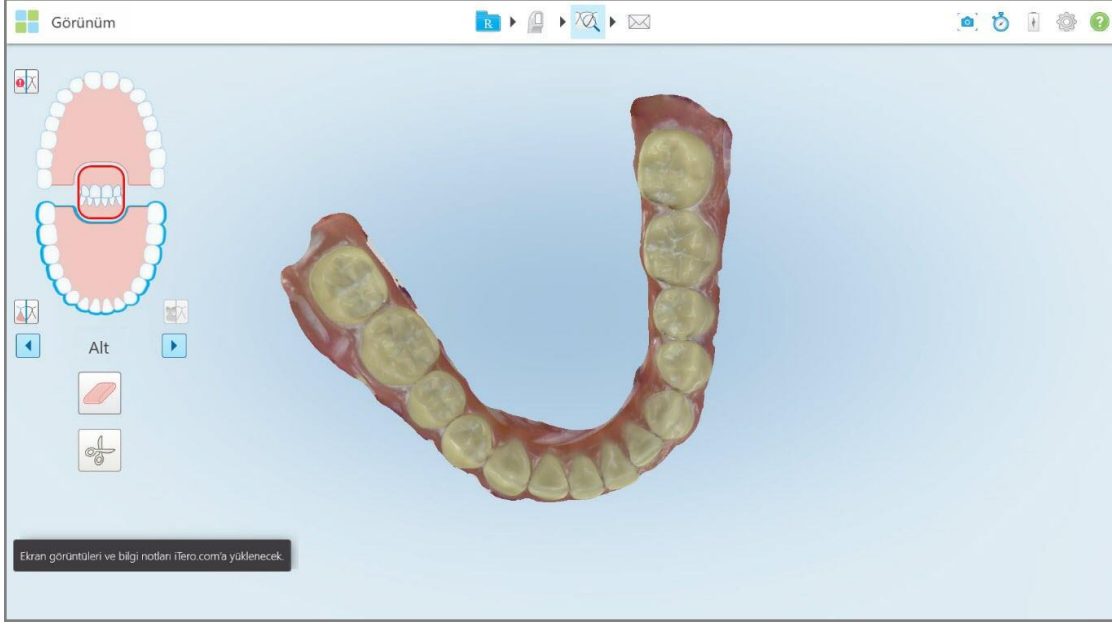 Görünüm
R
Alt
Ekran görüntüleri ve bilgi notları iTero.com'a yüklenecek.